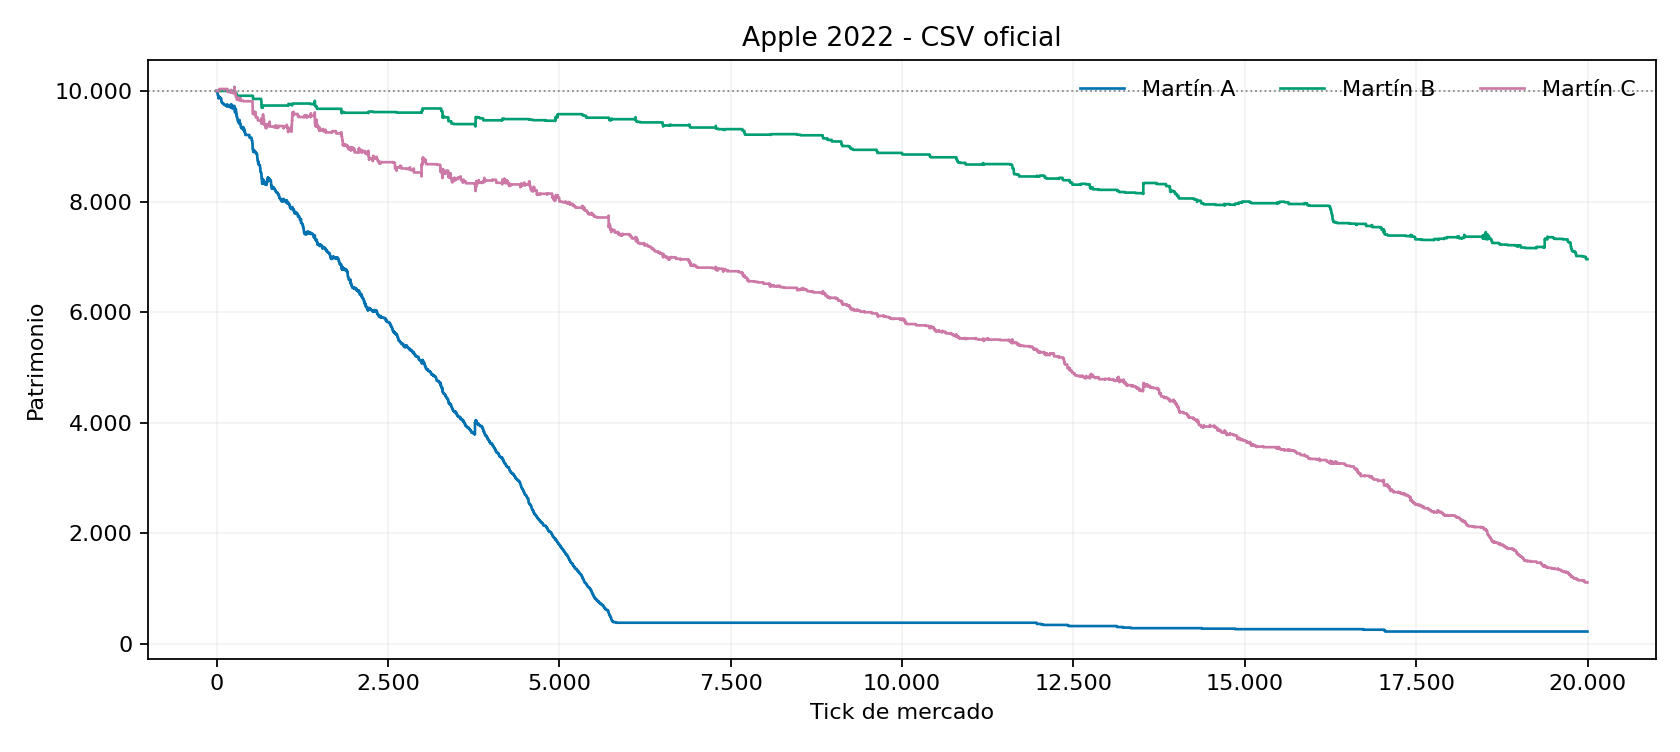 Apple 2022 - CSV oficial
Martín A
Martín B
Martín C
Patrimonio
10.000
8.000
6.000
4.000
2.000
0
0
2.500
5.000
7.500
10.000
12.500
15.000
17.500
20.000
Tick de mercado